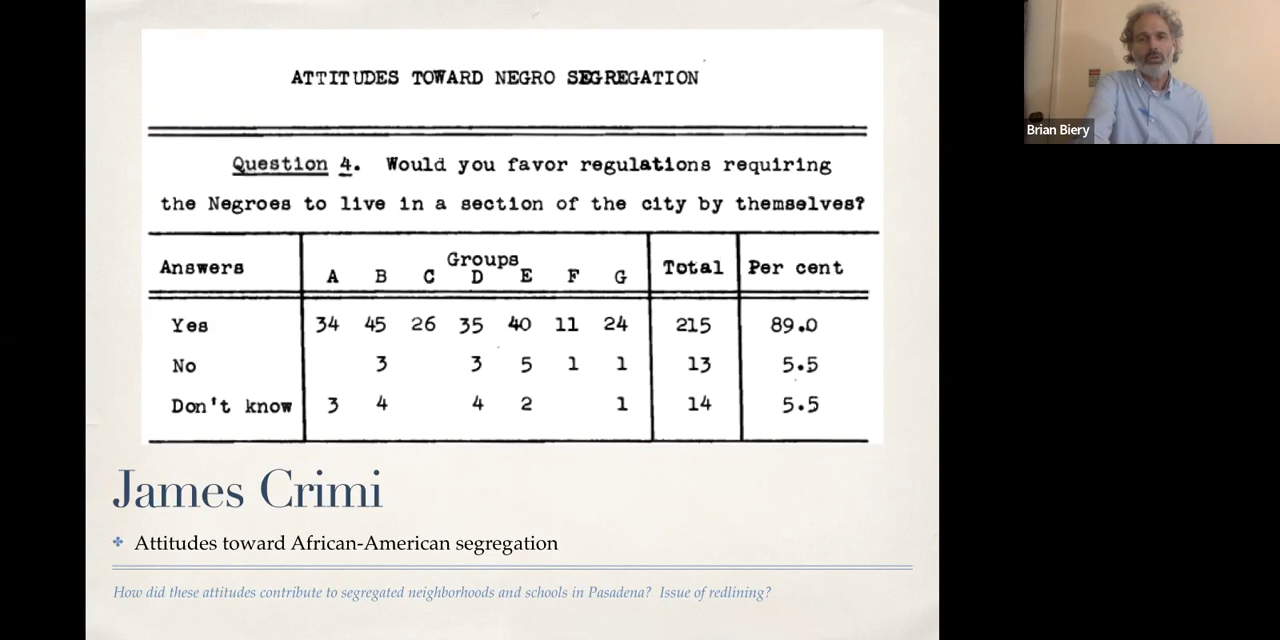 ATTITUDES TOWARD NEGRO SEGREGATION
Question 4. Would you favor regulations requiring
the Negroes to live in a section of the city by themselves?
Answers Groups Total Per cent
A B C D E F G
Yes 34 45 26 35 40 11 24 215 89.0
No 3 3 5 1 1 13 5.5
Don't know 3 4 4 2 1 14 5.5
James Crimi
Attitudes toward African-American segregation
How did these attitudes contribute to segregated neighborhoods and schools in Pasadena? Issue of redlining?
Brian Biery